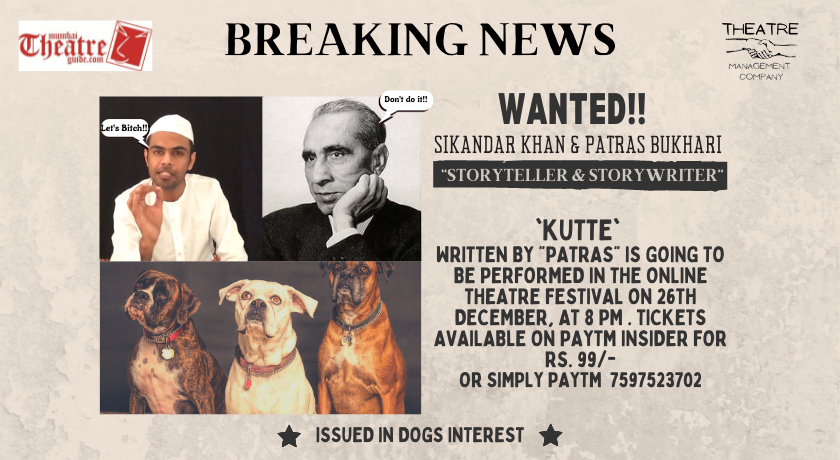 mumbai
Theatre
guide.com
BREAKING NEWS
THEATRE
MANAGEMENT
COMPANY
Let's Bitch!!
Don't do it!!
WANTED!!
SIKANDAR KHAN & PATRAS BUKHARI
"STORYTELLER & STORYWRITER"
`KUTTE`
WRITTEN BY "PATRAS" IS GOING TO
BE PERFORMED IN THE ONLINE
THEATRE FESTIVAL ON 26TH
DECEMBER, AT 8 PM . TICKETS
AVAILABLE ON PAYTM INSIDER FOR
RS. 99/-
OR SIMPLY PAYTM 7597523702
ISSUED IN DOGS INTEREST